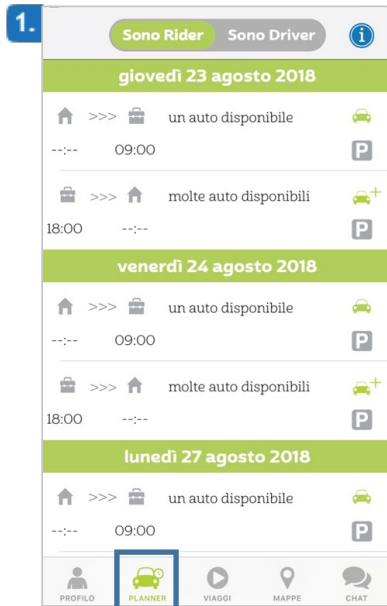 1.
Sono Rider Sono Driver i
giovedì 23 agosto 2018
>>> un auto disponibile
--:-- 09:00 P
>>> molte auto disponibili +
18:00 --:-- P
venerdì 24 agosto 2018
>>> un auto disponibile
--:-- 09:00 P
>>> molte auto disponibili +
18:00 --:-- P
lunedì 27 agosto 2018
>>> un auto disponibile
--:-- 09:00 P
PROFILO PLANNER VIAGGI MAPPE CHAT